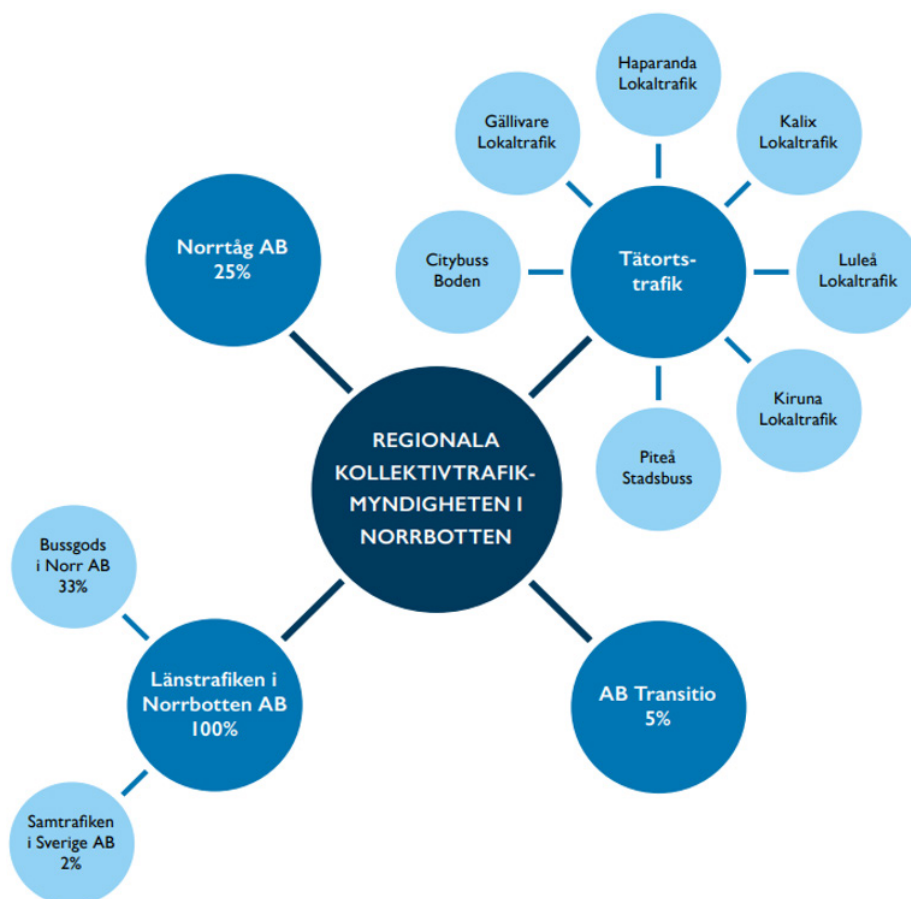 Haparanda
Lokaltrafik
Gällivare
Lokaltrafik
Kalix
Lokaltrafik
Norrtåg AB
25%
Citybuss
Boden
Tätorts-
trafik
Luleå
Lokaltrafik
Kiruna
Lokaltrafik
Piteå
Stadsbuss
REGIONALA
KOLLEKTIVTRAFIK-
MYNDIGHETEN I
NORRBOTTEN
Bussgods
i Norr AB
33%
Länstrafiken i
Norrbotten AB
100%
AB Transitio
5%
Samtrafiken
i Sverige AB
2%